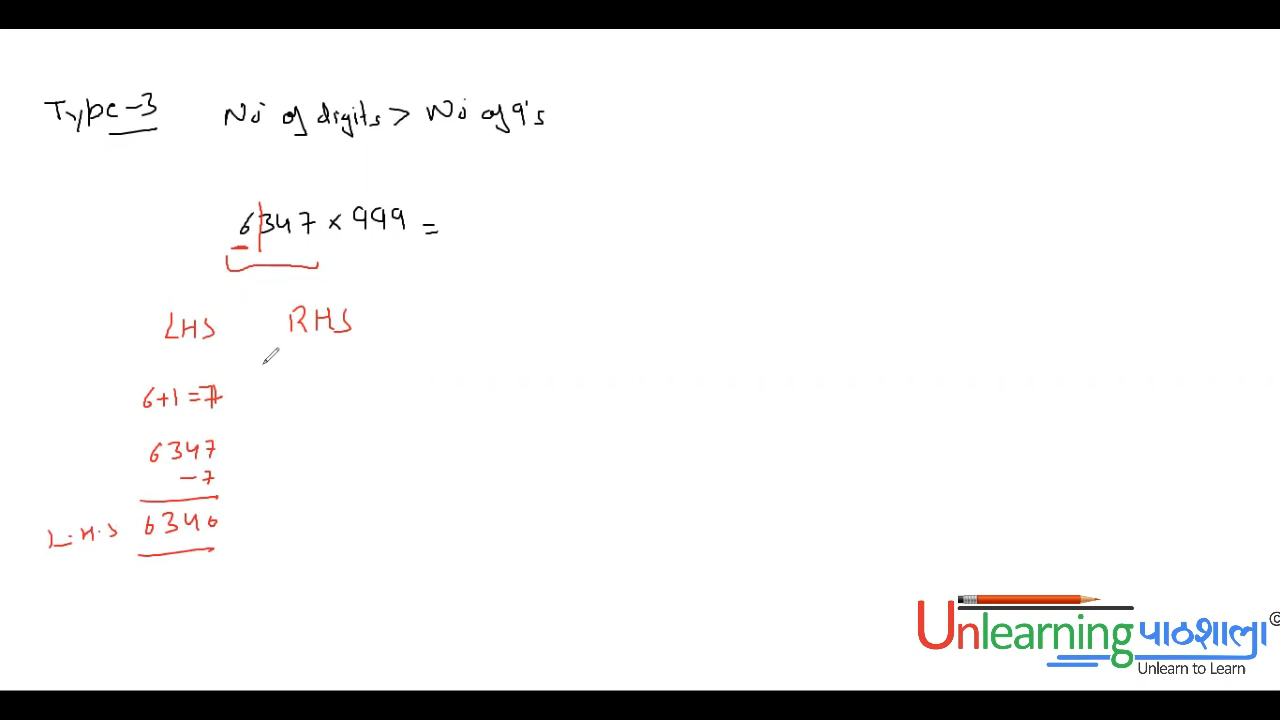 Type-3 No of digits > No of 9's
6347 × 999 =
LHS RHS
6+1=7
6347
-7
L.H.S 6340
Unlearning पाठशाला ©
Unlearn to Learn